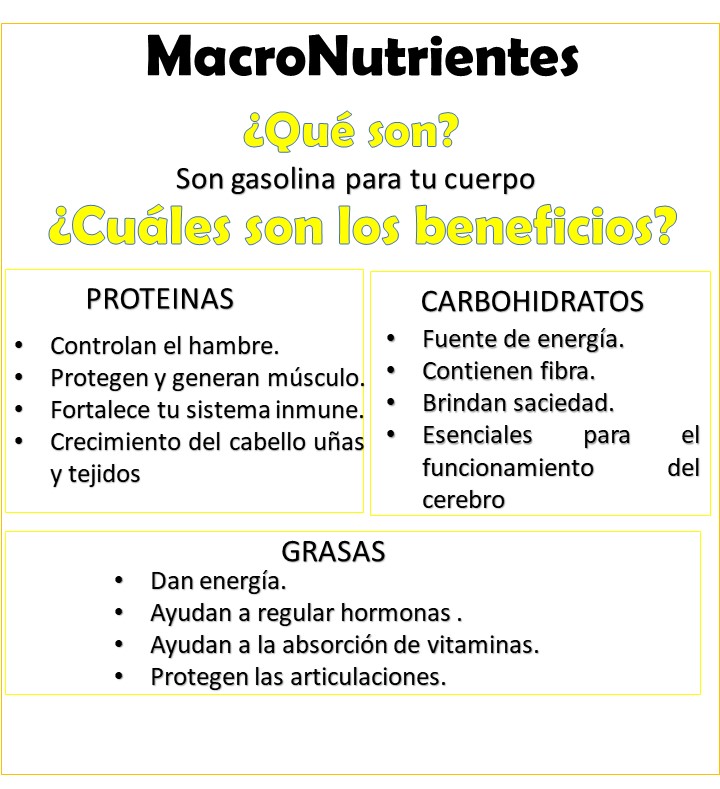 MacroNutrientes
¿Qué son?
Son gasolina para tu cuerpo
¿Cuáles son los beneficios?
PROTEINAS
• Controlan el hambre.
• Protegen y generan músculo.
• Fortalece tu sistema inmune.
• Crecimiento del cabello uñas
y tejidos
CARBOHIDRATOS
• Fuente de energía.
• Contienen fibra.
• Brindan saciedad.
• Esenciales para el
funcionamiento del
cerebro
GRASAS
• Dan energía.
• Ayudan a regular hormonas .
• Ayudan a la absorción de vitaminas.
• Protegen las articulaciones.